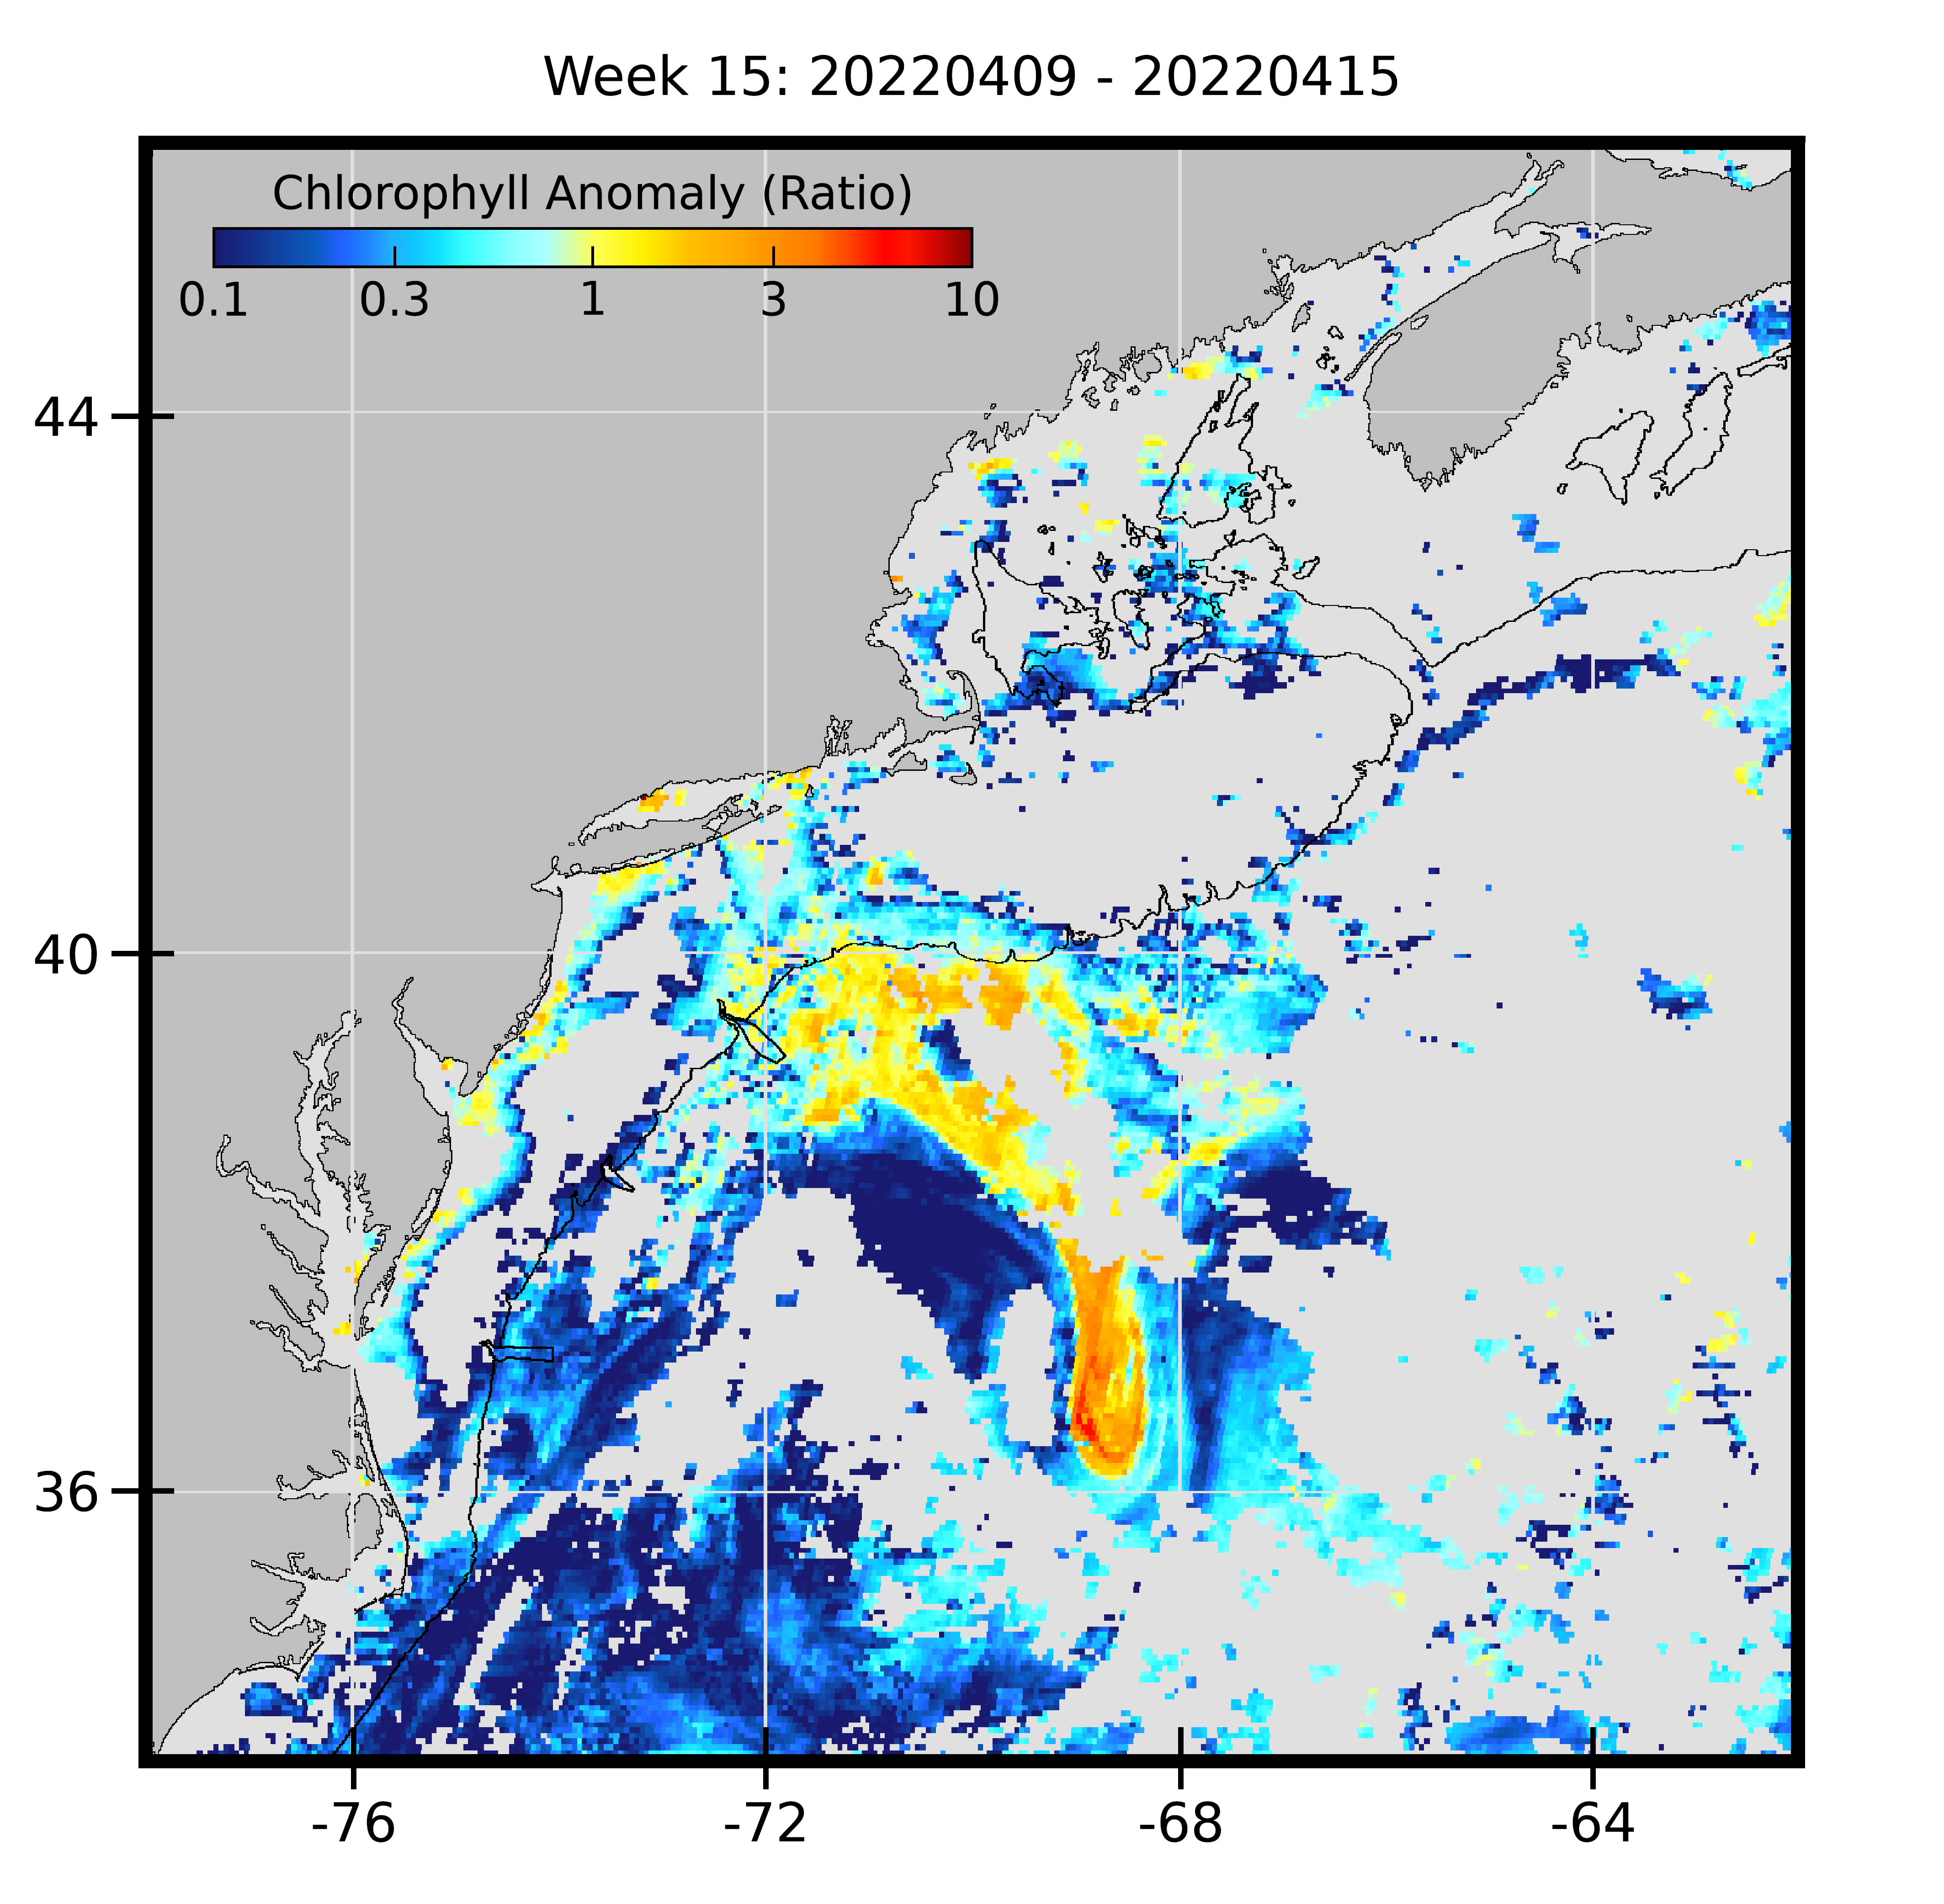 Week 15: 20220409 - 20220415
Chlorophyll Anomaly (Ratio)
0.1 0.3 1 3 10
44
40
36
-76 -72 -68 -64